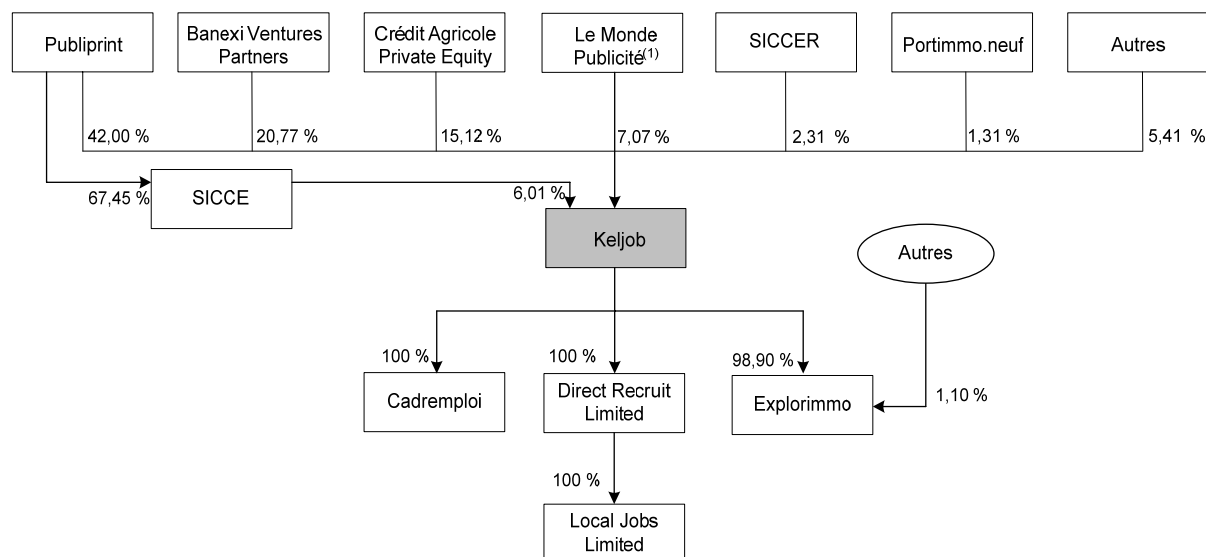 Publiprint
Banexi Ventures
Partners
Crédit Agricole
Private Equity
Le Monde
Publicité(1)
SICCER
Portimmo.neuf
Autres
42,00 %
20,77 %
15,12 %
7,07 %
2,31 %
1,31 %
5,41 %
67,45 %
SICCE
6,01 %
Keljob
Autres
100 %
100 %
98,90 %
Cadremploi
Direct Recruit
Limited
Explorimmo
1,10 %
100 %
Local Jobs
Limited